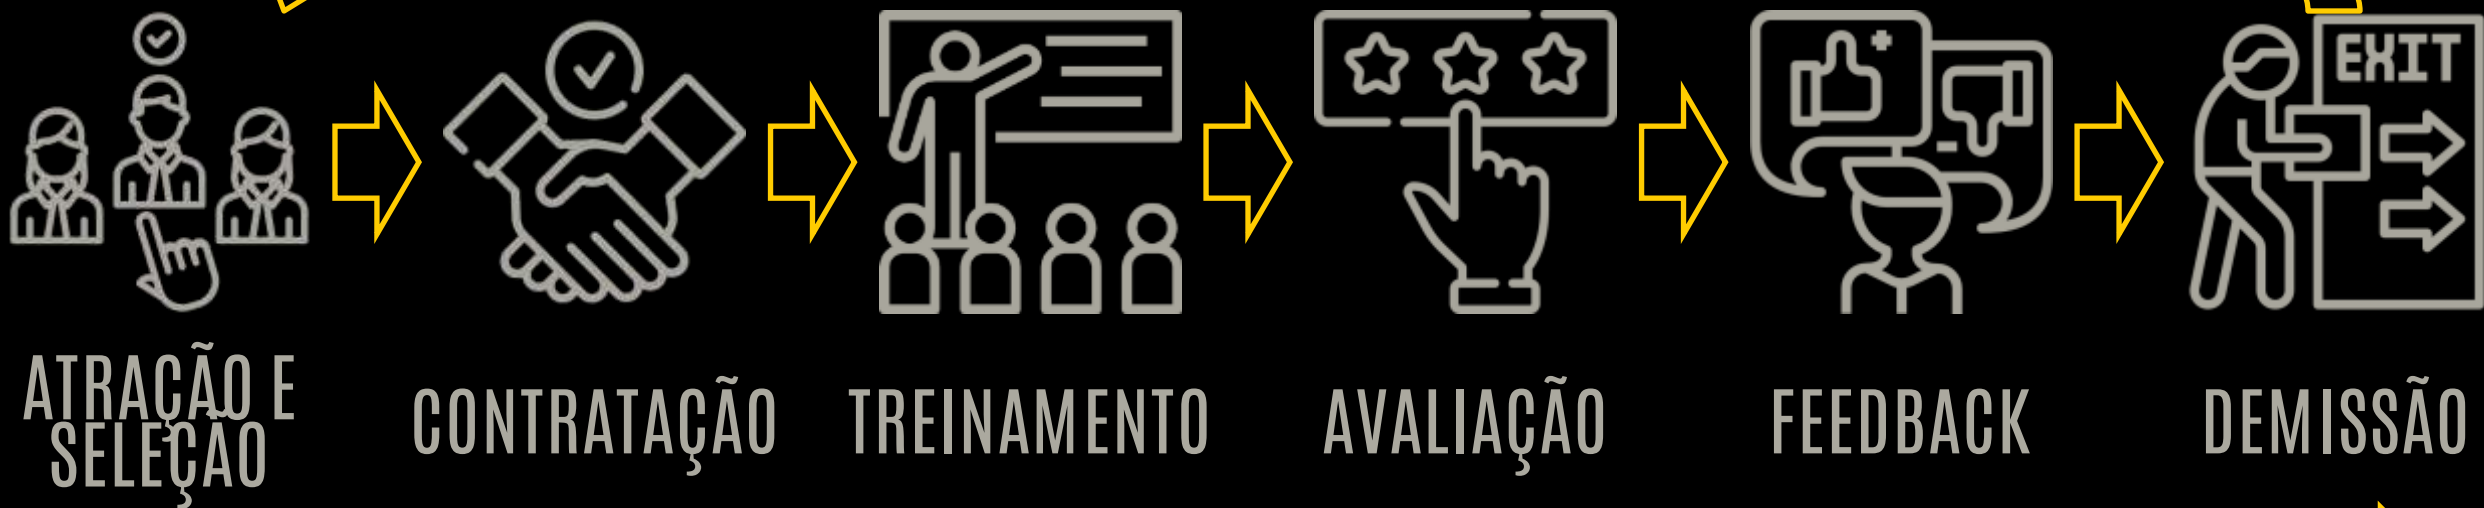 EXIT
ATRAÇÃO E
SELEÇÃO
CONTRATAÇÃO
TREINAMENTO
AVALIAÇÃO
FEEDBACK
DEMISSÃO